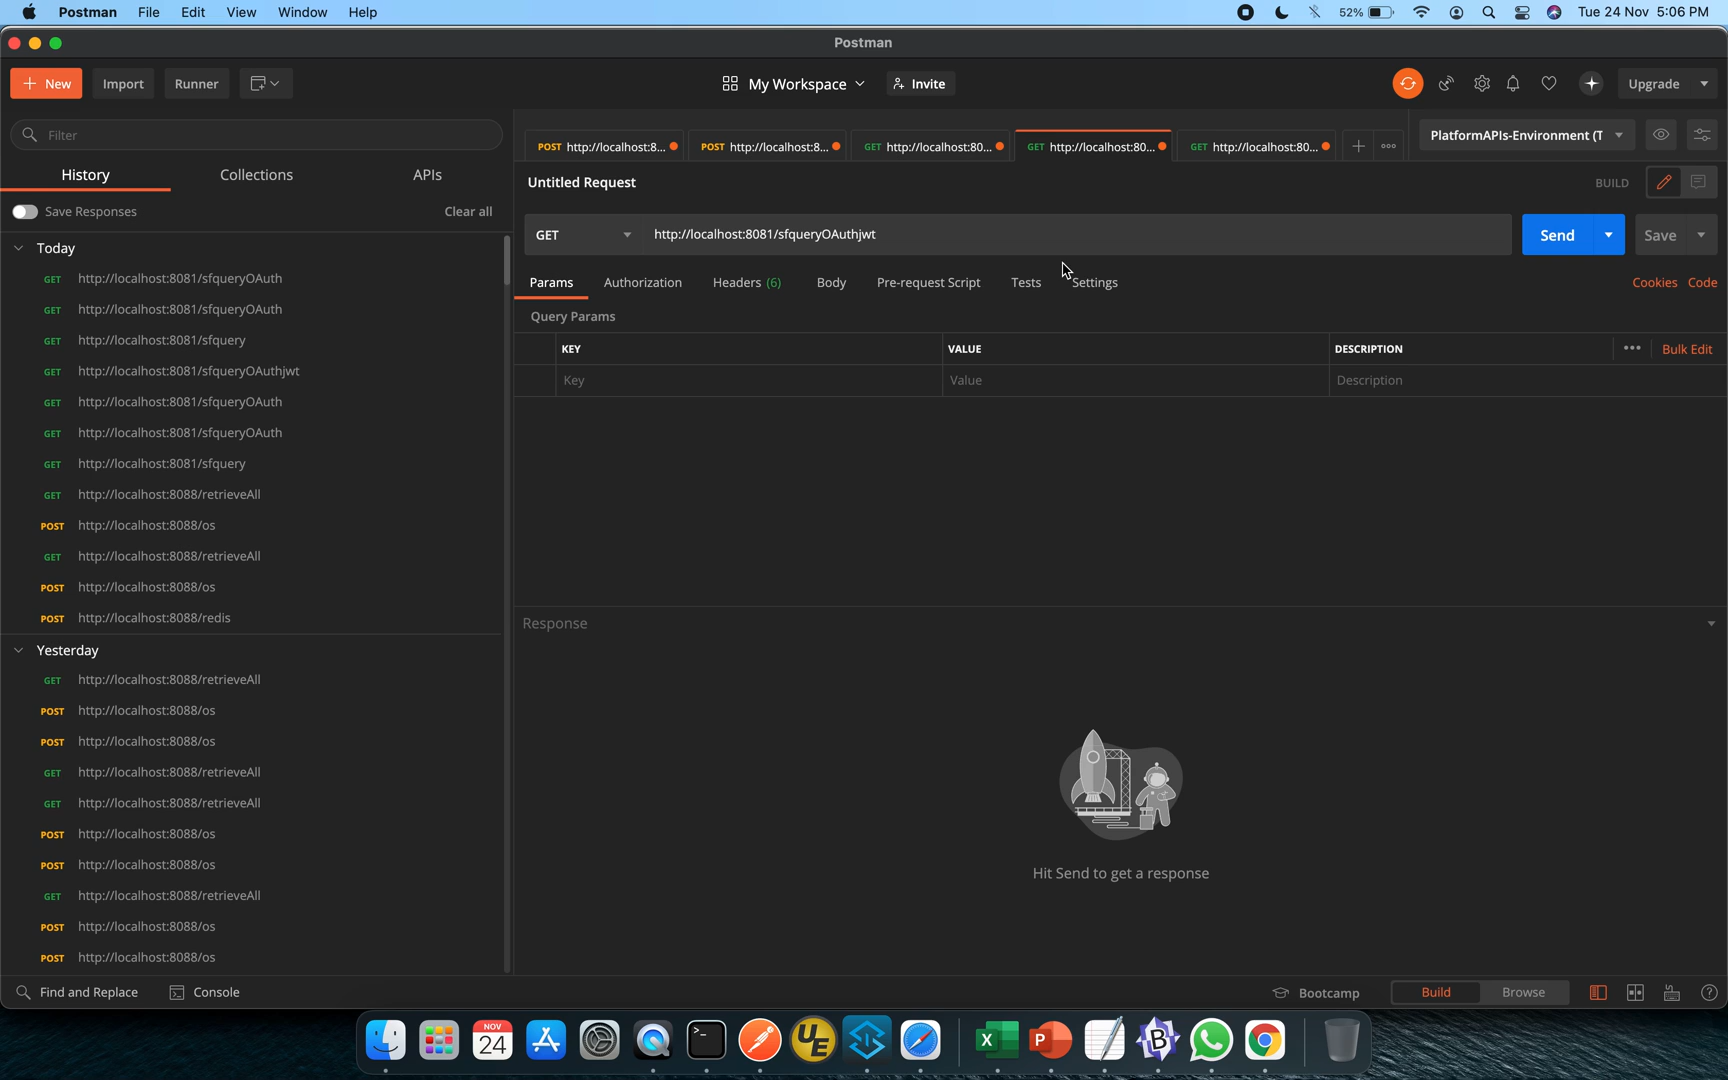 Postman File Edit View Window Help 52% Tue 24 Nov 5:06 PM
Postman
New Import Runner My Workspace Invite Upgrade
Filter
POST http://localhost:8... POST http://localhost:8... GET http://localhost:80... GET http://localhost:80... GET http://localhost:80... PlatformAPIs-Environment (T
History Collections APIs
Untitled Request BUILD
Save Responses Clear all
GET http://localhost:8081/sfqueryOAuthjwt Send Save
Params Authorization Headers (6) Body Pre-request Script Tests Settings Cookies Code
Query Params
KEY VALUE DESCRIPTION Bulk Edit
Key Value Description
Today
GET http://localhost:8081/sfqueryOAuth
GET http://localhost:8081/sfqueryOAuth
GET http://localhost:8081/sfquery
GET http://localhost:8081/sfqueryOAuthjwt
GET http://localhost:8081/sfqueryOAuth
GET http://localhost:8081/sfqueryOAuth
GET http://localhost:8081/sfquery
GET http://localhost:8088/retrieveAll
POST http://localhost:8088/os
GET http://localhost:8088/retrieveAll
POST http://localhost:8088/os
POST http://localhost:8088/redis
Yesterday
GET http://localhost:8088/retrieveAll
POST http://localhost:8088/os
POST http://localhost:8088/os
GET http://localhost:8088/retrieveAll
GET http://localhost:8088/retrieveAll
POST http://localhost:8088/os
POST http://localhost:8088/os
GET http://localhost:8088/retrieveAll
POST http://localhost:8088/os
POST http://localhost:8088/os
Response
Hit Send to get a response
Find and Replace Console Bootcamp Build Browse
NOV
24
UE
X
P
B